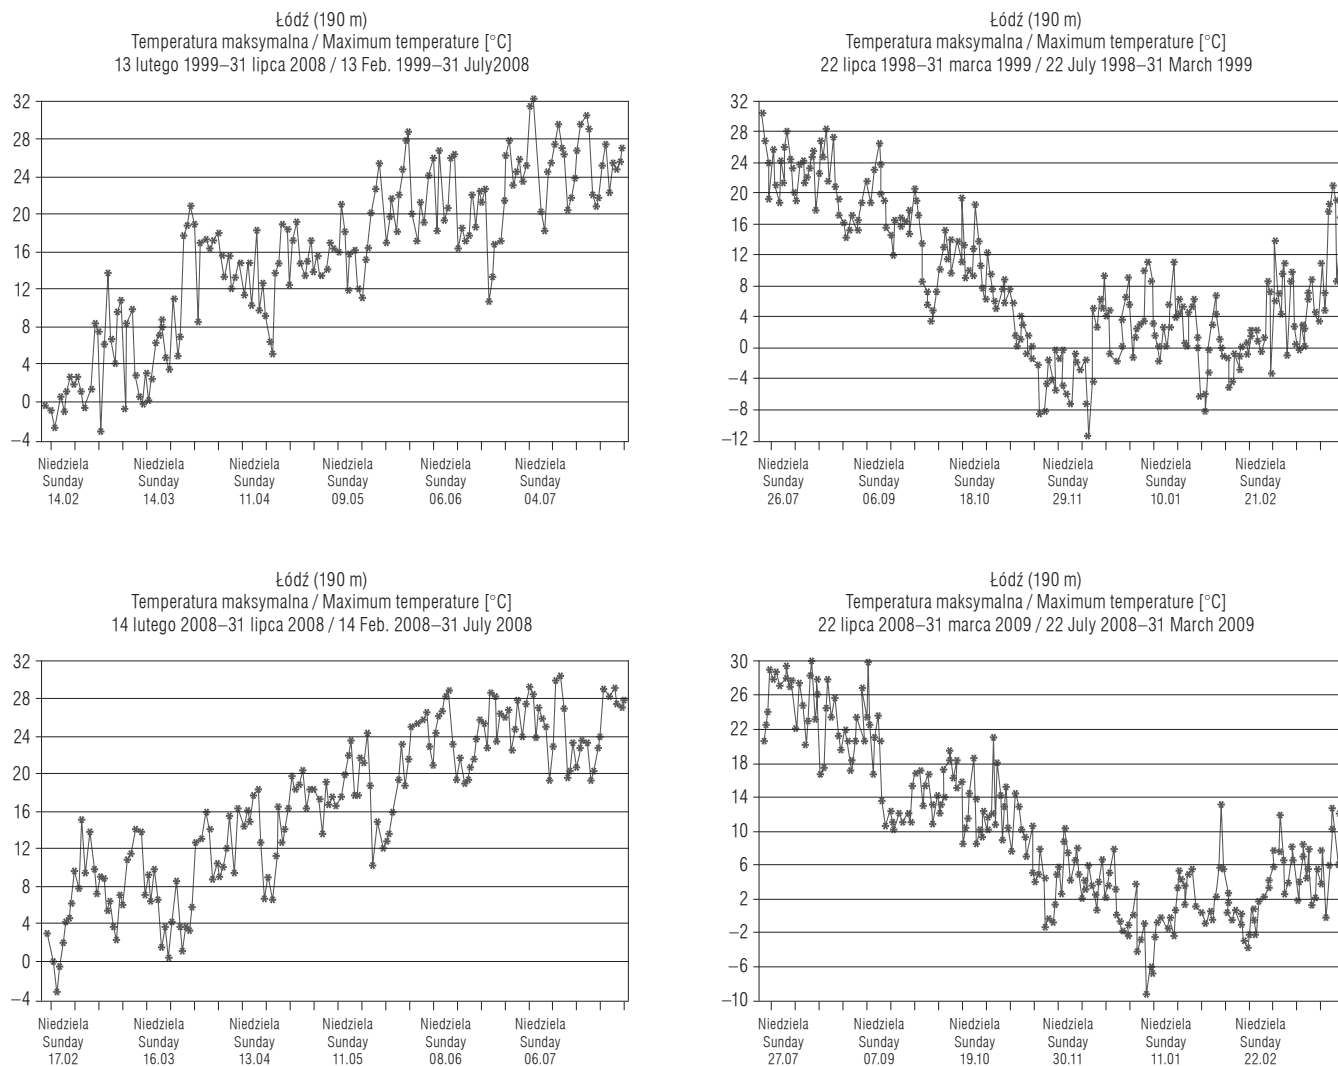 Łódź (190 m)
Temperatura maksymalna / Maximum temperature [°C]
13 lutego 1999–31 lipca 2008 / 13 Feb. 1999–31 July2008
32
28
24
20
16
12
8
4
0
–4
Niedziela Niedziela Niedziela Niedziela Niedziela Niedziela
Sunday Sunday Sunday Sunday Sunday Sunday
14.02 14.03 11.04 09.05 06.06 04.07
Łódź (190 m)
Temperatura maksymalna / Maximum temperature [°C]
22 lipca 1998–31 marca 1999 / 22 July 1998–31 March 1999
32
28
24
20
16
12
8
4
0
–4
–8
–12
Niedziela Niedziela Niedziela Niedziela Niedziela Niedziela
Sunday Sunday Sunday Sunday Sunday Sunday
26.07 06.09 18.10 29.11 10.01 21.02
Łódź (190 m)
Temperatura maksymalna / Maximum temperature [°C]
14 lutego 2008–31 lipca 2008 / 14 Feb. 2008–31 July 2008
32
28
24
20
16
12
8
4
0
–4
Niedziela Niedziela Niedziela Niedziela Niedziela Niedziela
Sunday Sunday Sunday Sunday Sunday Sunday
17.02 16.03 13.04 11.05 08.06 06.07
Łódź (190 m)
Temperatura maksymalna / Maximum temperature [°C]
22 lipca 2008–31 marca 2009 / 22 July 2008–31 March 2009
30
26
22
18
14
10
6
2
–2
–6
–10
Niedziela Niedziela Niedziela Niedziela Niedziela Niedziela
Sunday Sunday Sunday Sunday Sunday Sunday
27.07 07.09 19.10 30.11 11.01 22.02